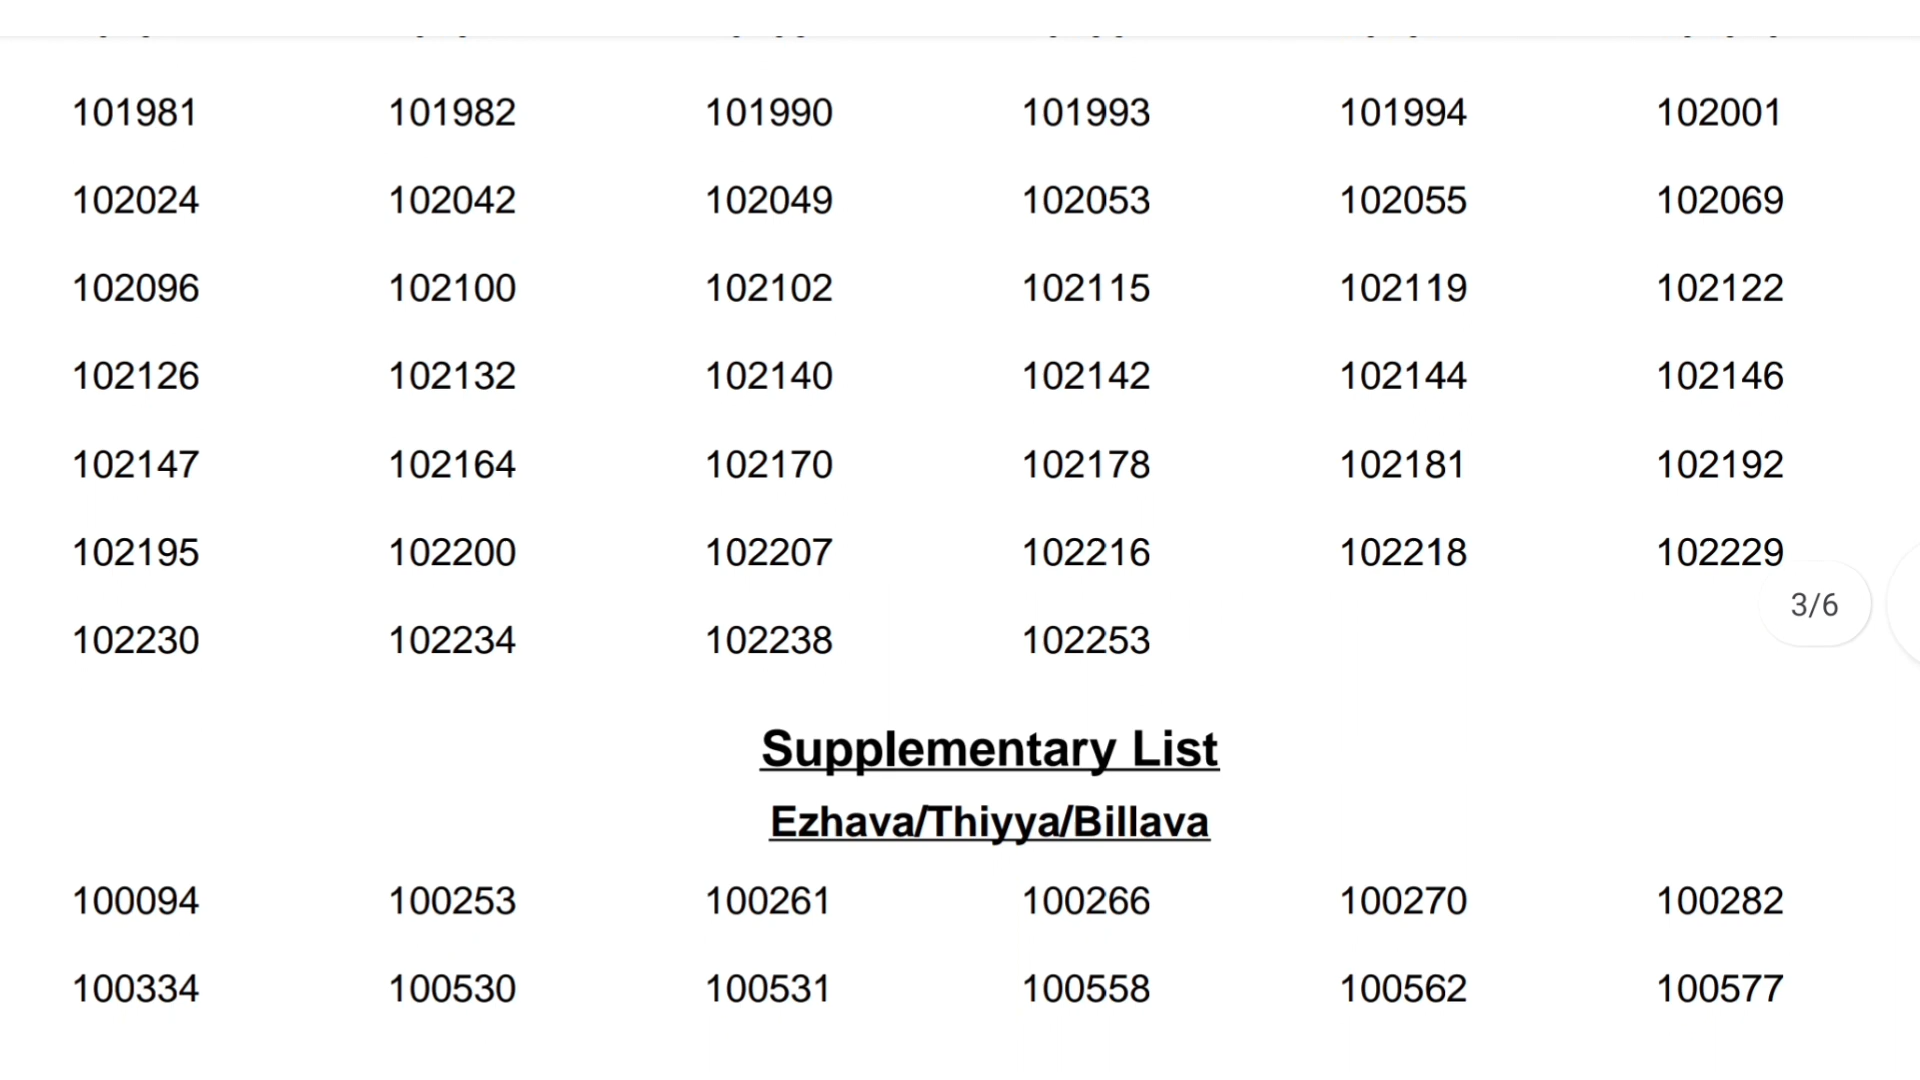 101981 101982 101990 101993 101994 102001
102024 102042 102049 102053 102055 102069
102096 102100 102102 102115 102119 102122
102126 102132 102140 102142 102144 102146
102147 102164 102170 102178 102181 102192
102195 102200 102207 102216 102218 102229
3/6
102230 102234 102238 102253
Supplementary List
Ezhava/Thiyya/Billava
100094 100253 100261 100266 100270 100282
100334 100530 100531 100558 100562 100577